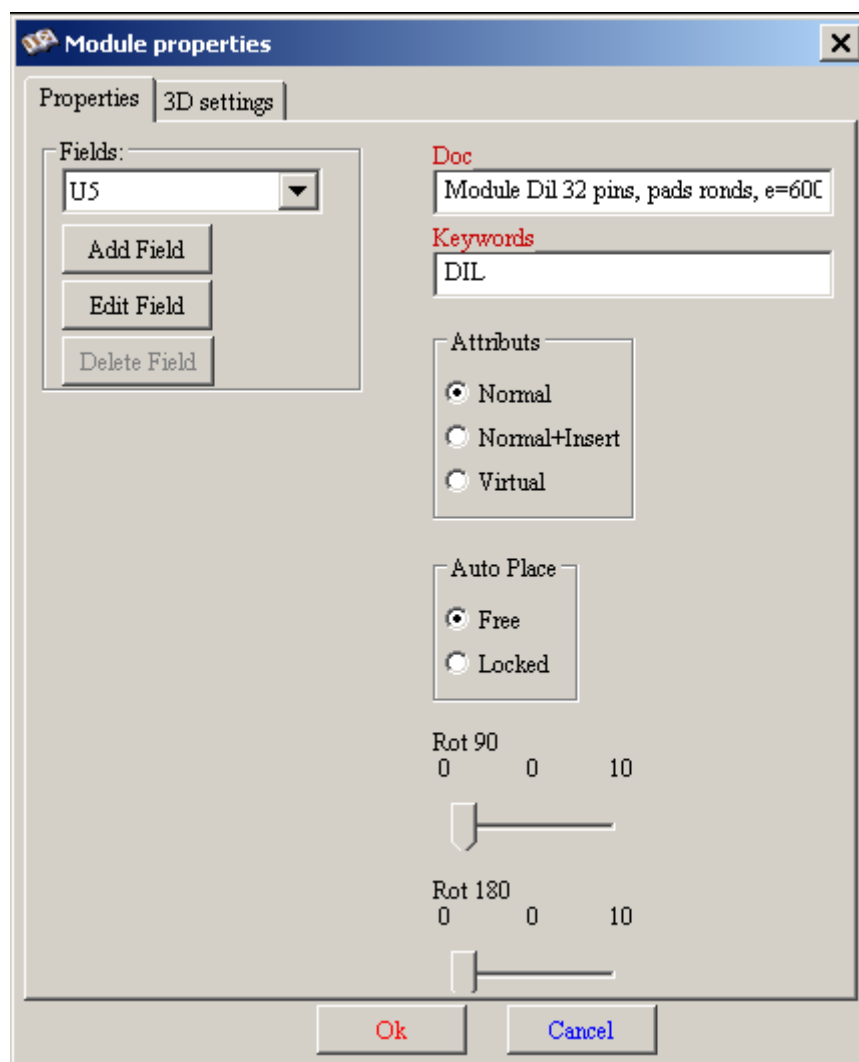 Module properties
Properties
3D settings
Fields:
U5
Add Field
Edit Field
Delete Field
Doc
Module Dil 32 pins, pads ronds, e=600
Keywords
DIL
Attributs
Normal
Normal+Insert
Virtual
Auto Place
Free
Locked
Rot 90
0 0 10
Rot 180
0 0 10
Ok
Cancel